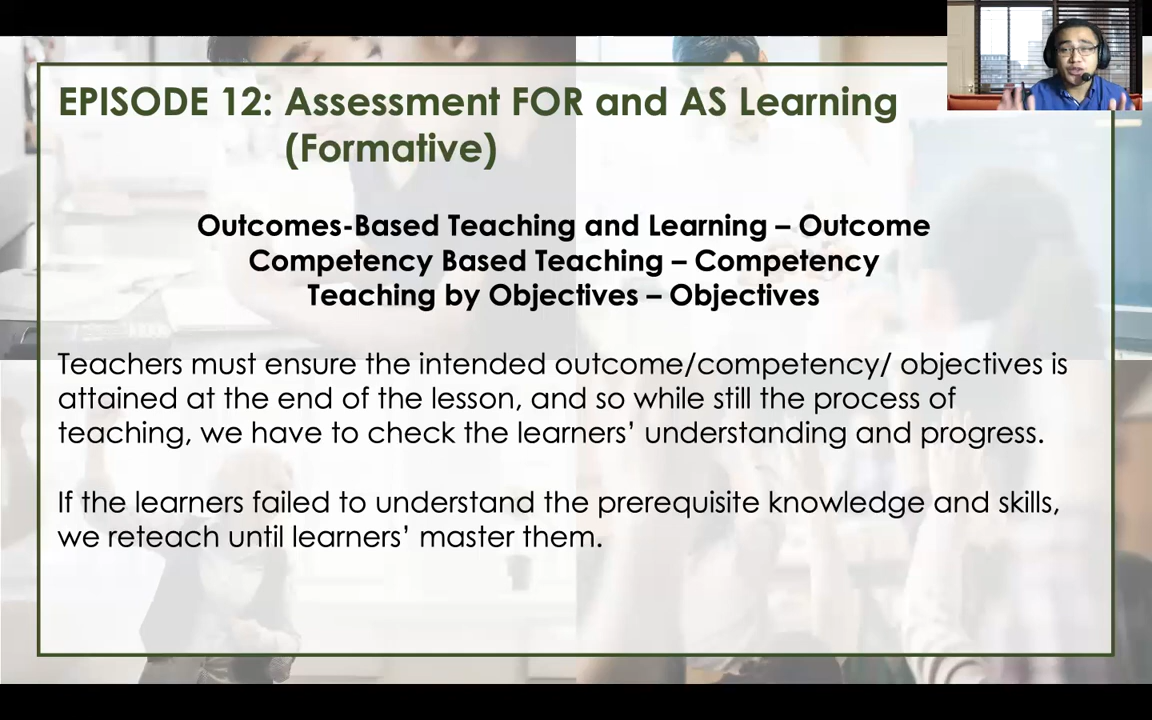 EPISODE 12: Assessment FOR and AS Learning
(Formative)
Outcomes-Based Teaching and Learning – Outcome
Competency Based Teaching – Competency
Teaching by Objectives – Objectives
Teachers must ensure the intended outcome/competency/ objectives is
attained at the end of the lesson, and so while still the process of
teaching, we have to check the learners’ understanding and progress.
If the learners failed to understand the prerequisite knowledge and skills,
we reteach until learners’ master them.